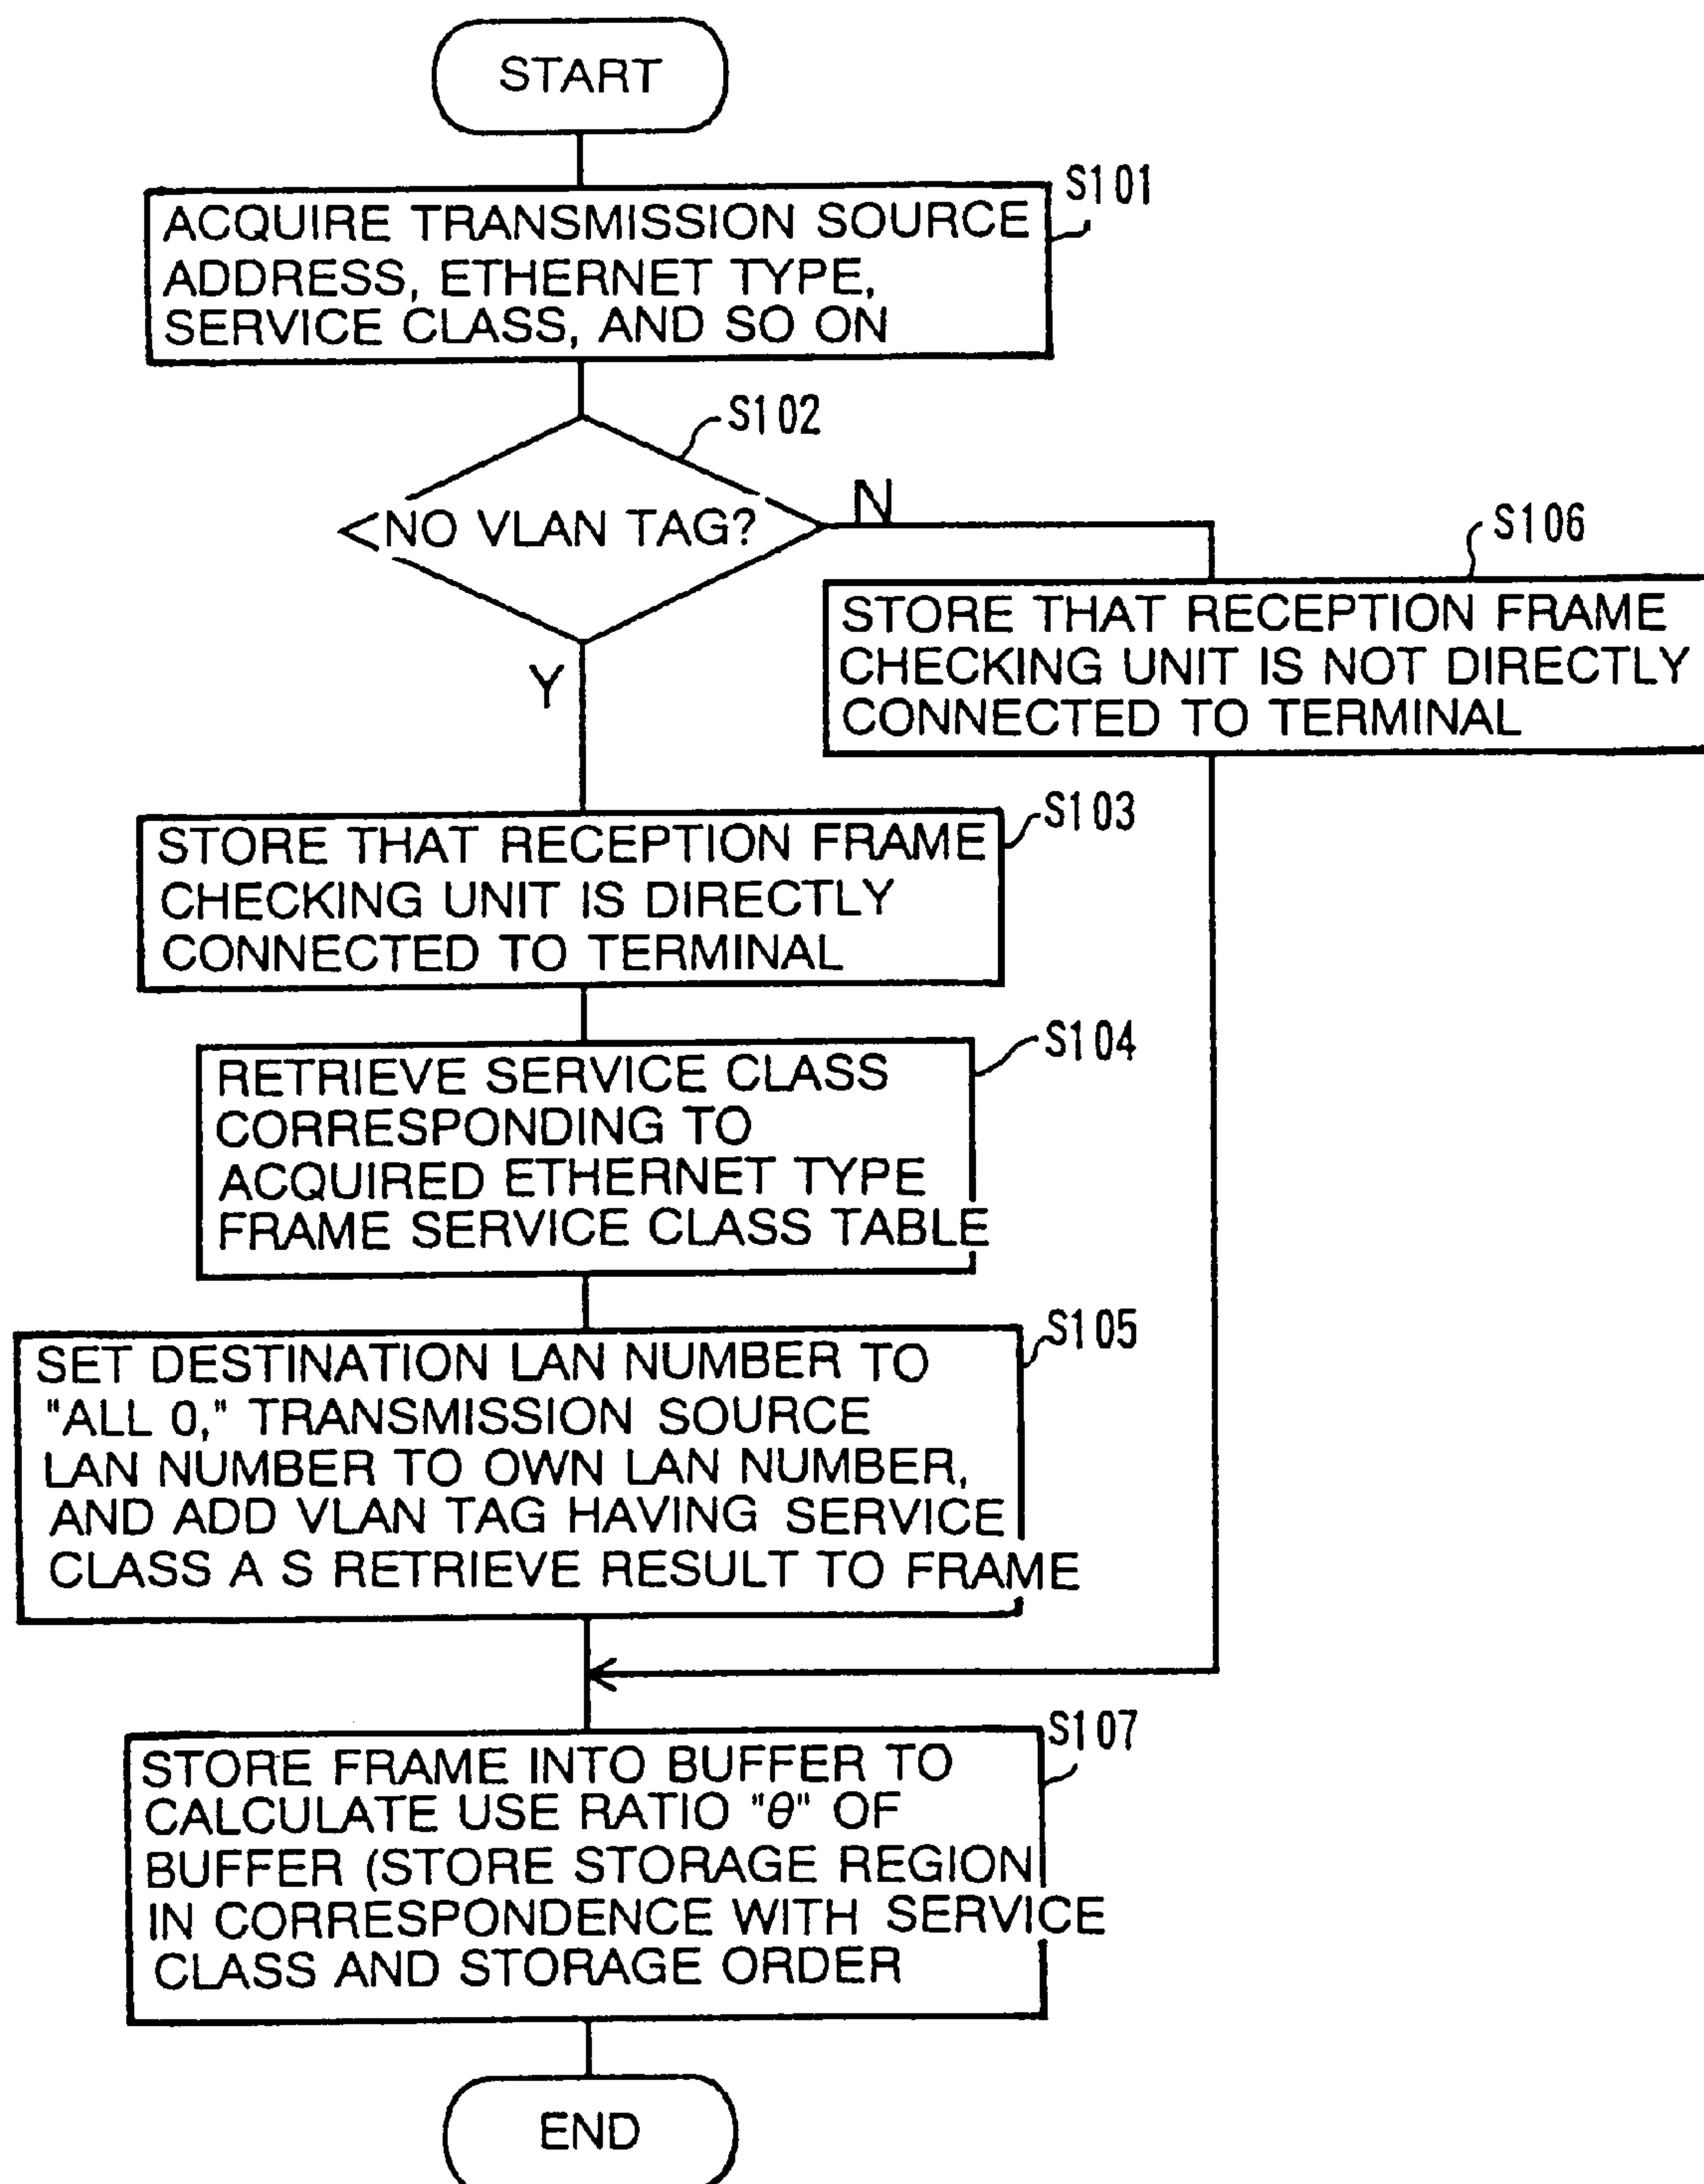 START
S101
ACQUIRE TRANSMISSION SOURCE
ADDRESS, ETHERNET TYPE,
SERVICE CLASS, AND SO ON
S102
NO VLAN TAG?
N
Y
S106
STORE THAT RECEPTION FRAME
CHECKING UNIT IS NOT DIRECTLY
CONNECTED TO TERMINAL
S103
STORE THAT RECEPTION FRAME
CHECKING UNIT IS DIRECTLY
CONNECTED TO TERMINAL
S104
RETRIEVE SERVICE CLASS
CORRESPONDING TO
ACQUIRED ETHERNET TYPE
FRAME SERVICE CLASS TABLE
S105
SET DESTINATION LAN NUMBER TO
"ALL 0," TRANSMISSION SOURCE
LAN NUMBER TO OWN LAN NUMBER,
AND ADD VLAN TAG HAVING SERVICE
CLASS A S RETRIEVE RESULT TO FRAME
S107
STORE FRAME INTO BUFFER TO
CALCULATE USE RATIO "θ" OF
BUFFER (STORE STORAGE REGION
IN CORRESPONDENCE WITH SERVICE
CLASS AND STORAGE ORDER
END